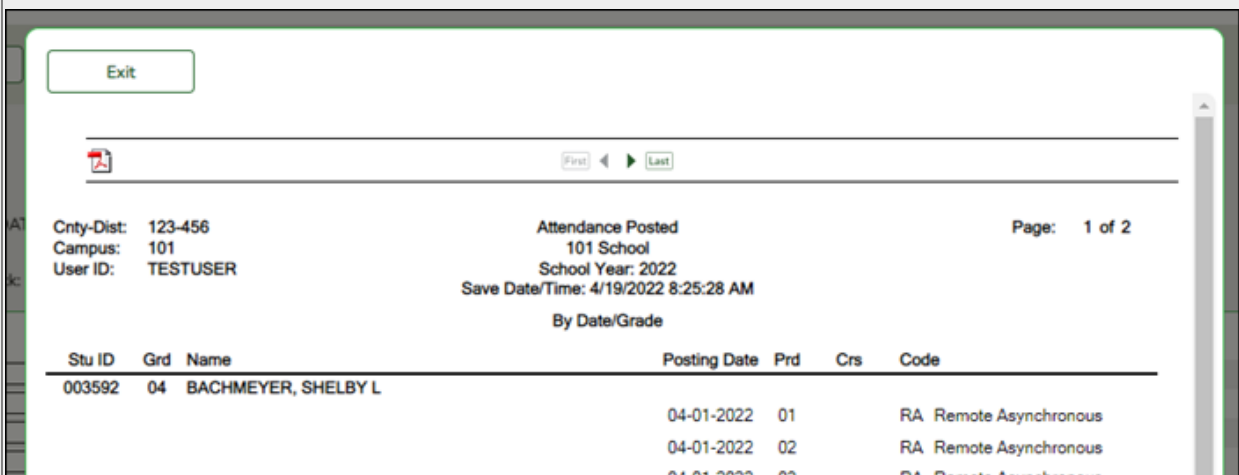 Exit
First Last
Cnty-Dist: 123-456 Attendance Posted Page: 1 of 2
Campus: 101 101 School
User ID: TESTUSER School Year: 2022
Save Date/Time: 4/19/2022 8:25:28 AM
By Date/Grade
Stu ID Grd Name Posting Date Prd Crs Code
003592 04 BACHMEYER, SHELBY L
04-01-2022 01 RA Remote Asynchronous
04-01-2022 02 RA Remote Asynchronous